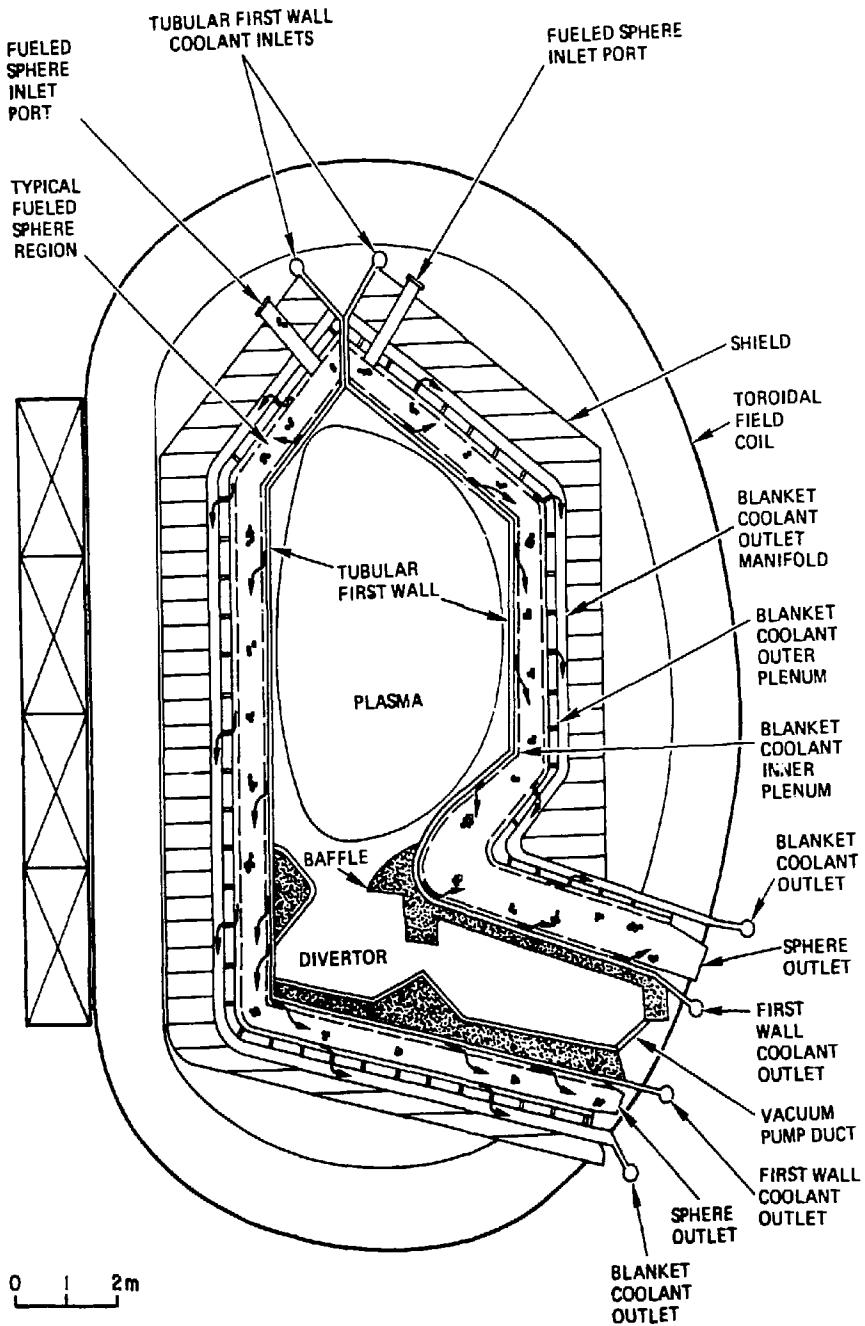 TUBULAR FIRST WALL
COOLANT INLETS
FUELED
SPHERE
INLET
PORT
FUELED SPHERE
INLET PORT
TYPICAL
FUELED
SPHERE
REGION
SHIELD
TOROIDAL
FIELD
COIL
BLANKET
COOLANT
OUTLET
MANIFOLD
TUBULAR
FIRST WALL
BLANKET
COOLANT
OUTER
PLENUM
PLASMA
BLANKET
COOLANT
INNER
PLENUM
BAFFLE
BLANKET
COOLANT
OUTLET
DIVERTOR
SPHERE
OUTLET
FIRST
WALL
COOLANT
OUTLET
VACUUM
PUMP DUCT
FIRST WALL
COOLANT
OUTLET
SPHERE
OUTLET
BLANKET
COOLANT
OUTLET
0 1 2m